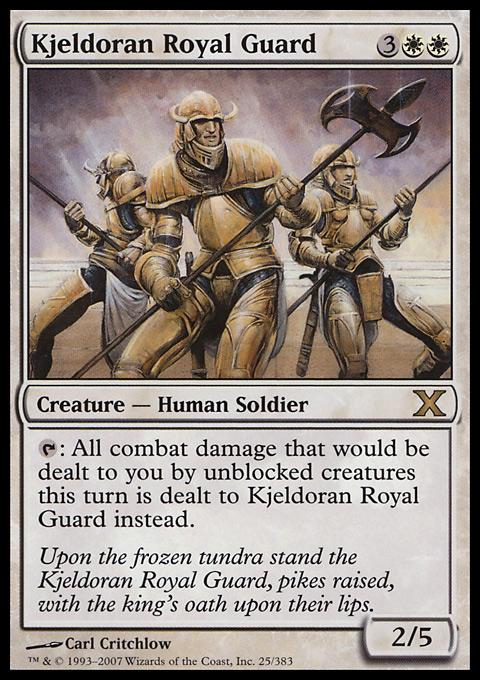 Kjeldoran Royal Guard 3
Creature — Human Soldier X
: All combat damage that would be
dealt to you by unblocked creatures
this turn is dealt to Kjeldoran Royal
Guard instead.
Upon the frozen tundra stand the
Kjeldoran Royal Guard, pikes raised,
with the king's oath upon their lips.
Carl Critchlow
2/5
™ & © 1993–2007 Wizards of the Coast, Inc. 25/383